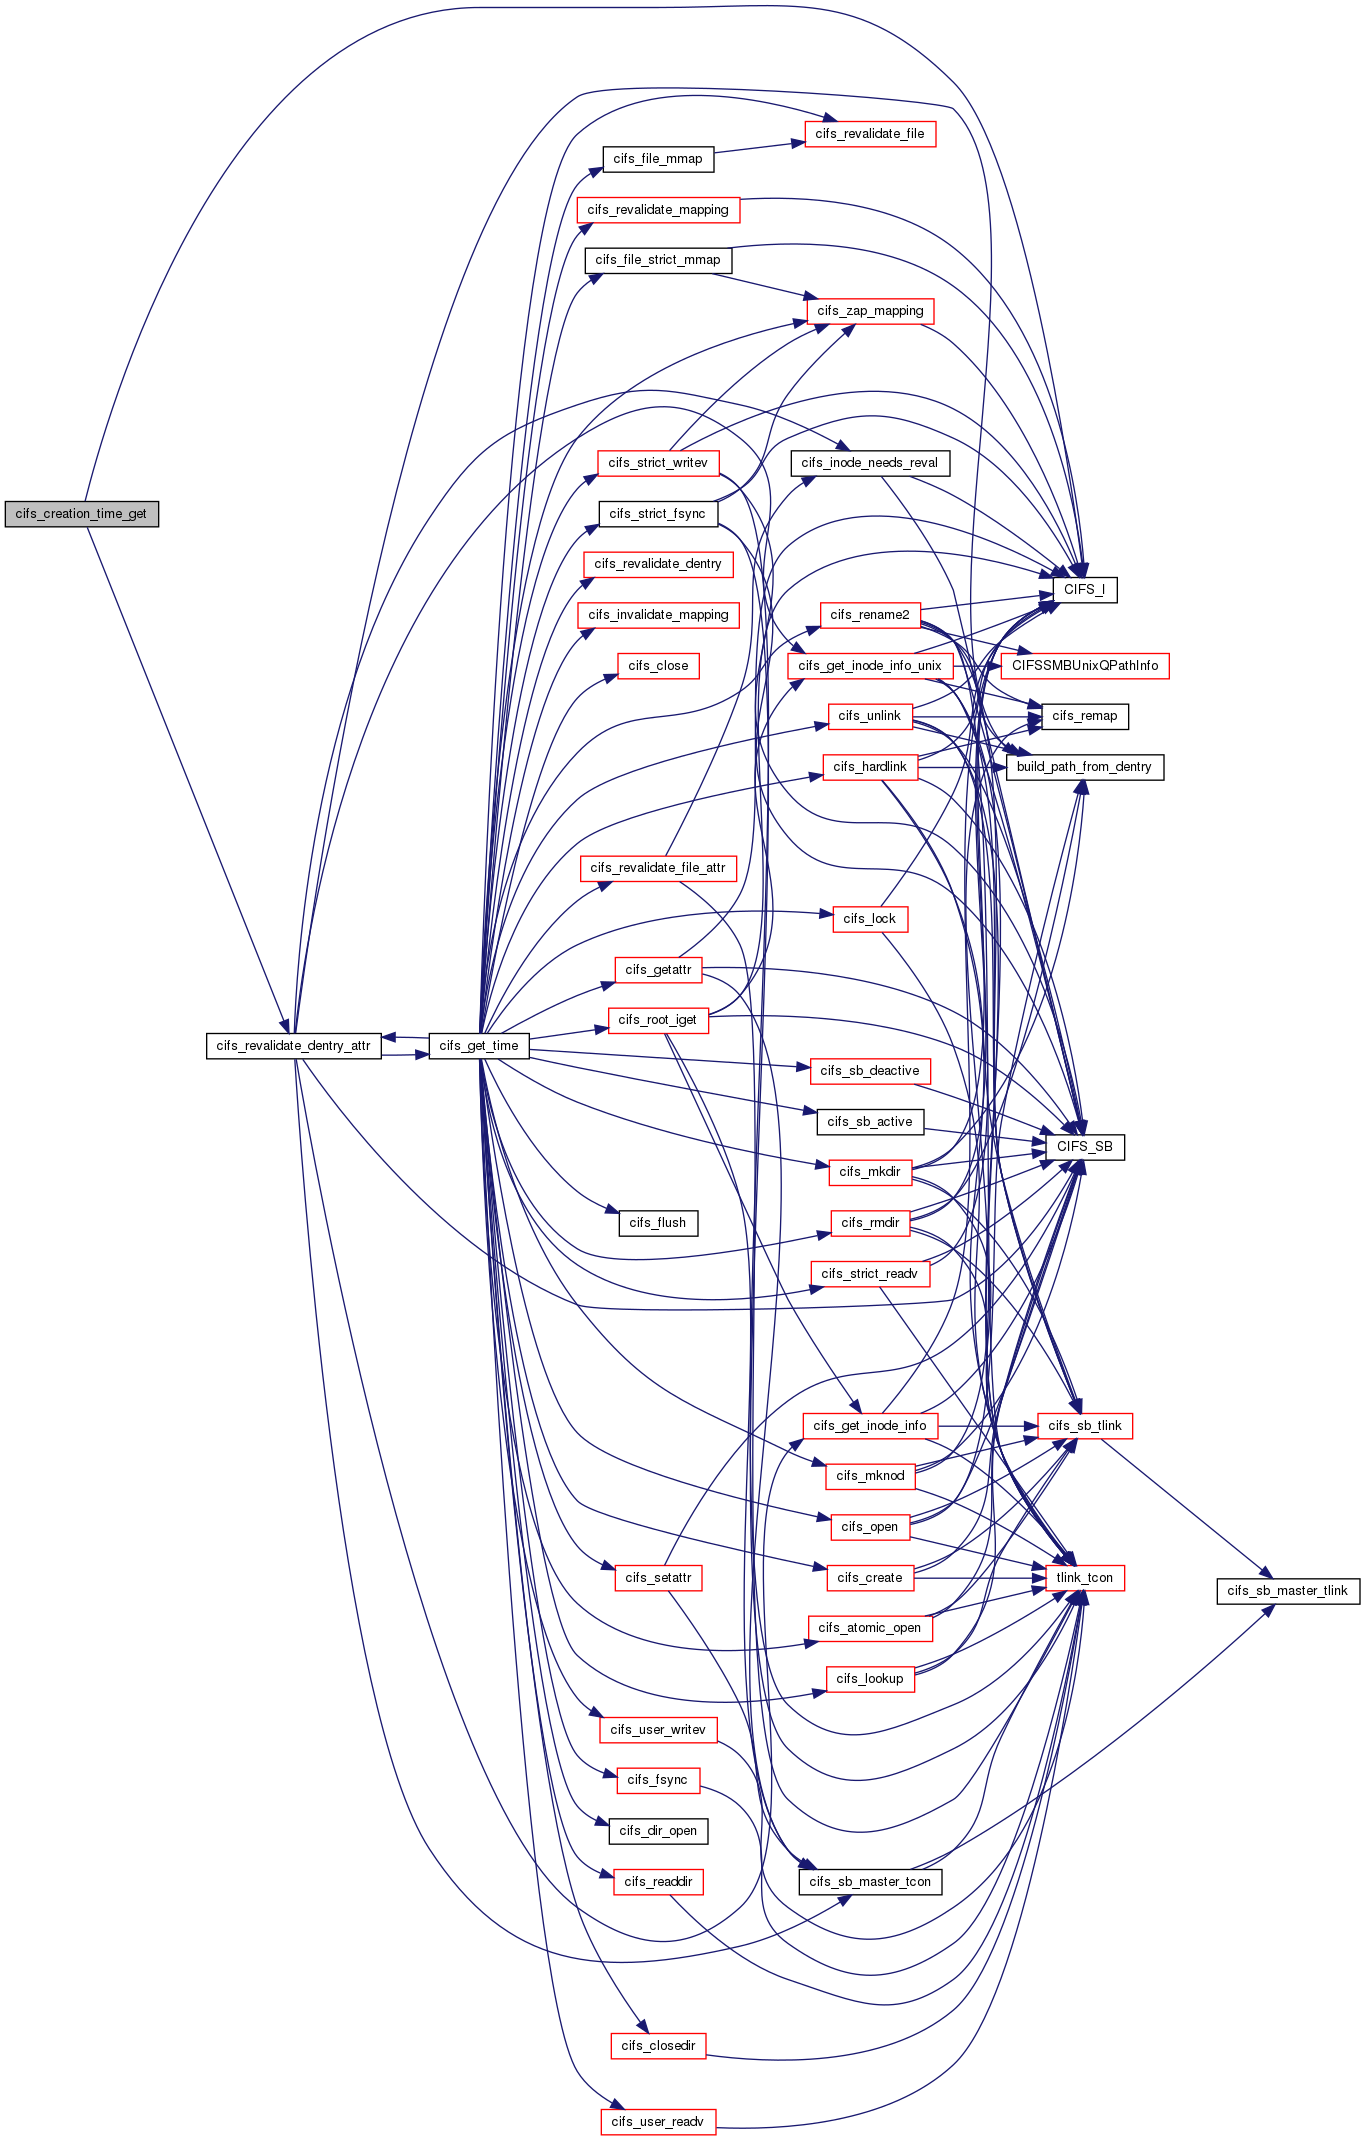 cifs_revalidate_file
cifs_file_mmap
cifs_revalidate_mapping
cifs_file_strict_mmap
cifs_zap_mapping
cifs_strict_writev
cifs_inode_needs_reval
cifs_creation_time_get
cifs_strict_fsync
cifs_revalidate_dentry
CIFS_I
cifs_invalidate_mapping
cifs_rename2
cifs_close
cifs_get_inode_info_unix
CIFSSMBUnixQPathInfo
cifs_unlink
cifs_remap
cifs_hardlink
build_path_from_dentry
cifs_revalidate_file_attr
cifs_lock
cifs_getattr
cifs_root_iget
cifs_revalidate_dentry_attr
cifs_get_time
cifs_sb_deactive
cifs_sb_active
CIFS_SB
cifs_mkdir
cifs_flush
cifs_rmdir
cifs_strict_readv
cifs_get_inode_info
cifs_sb_tlink
cifs_mknod
cifs_open
cifs_setattr
cifs_create
tlink_tcon
cifs_sb_master_tlink
cifs_atomic_open
cifs_lookup
cifs_user_writev
cifs_fsync
cifs_dir_open
cifs_readdir
cifs_sb_master_tcon
cifs_closedir
cifs_user_readv